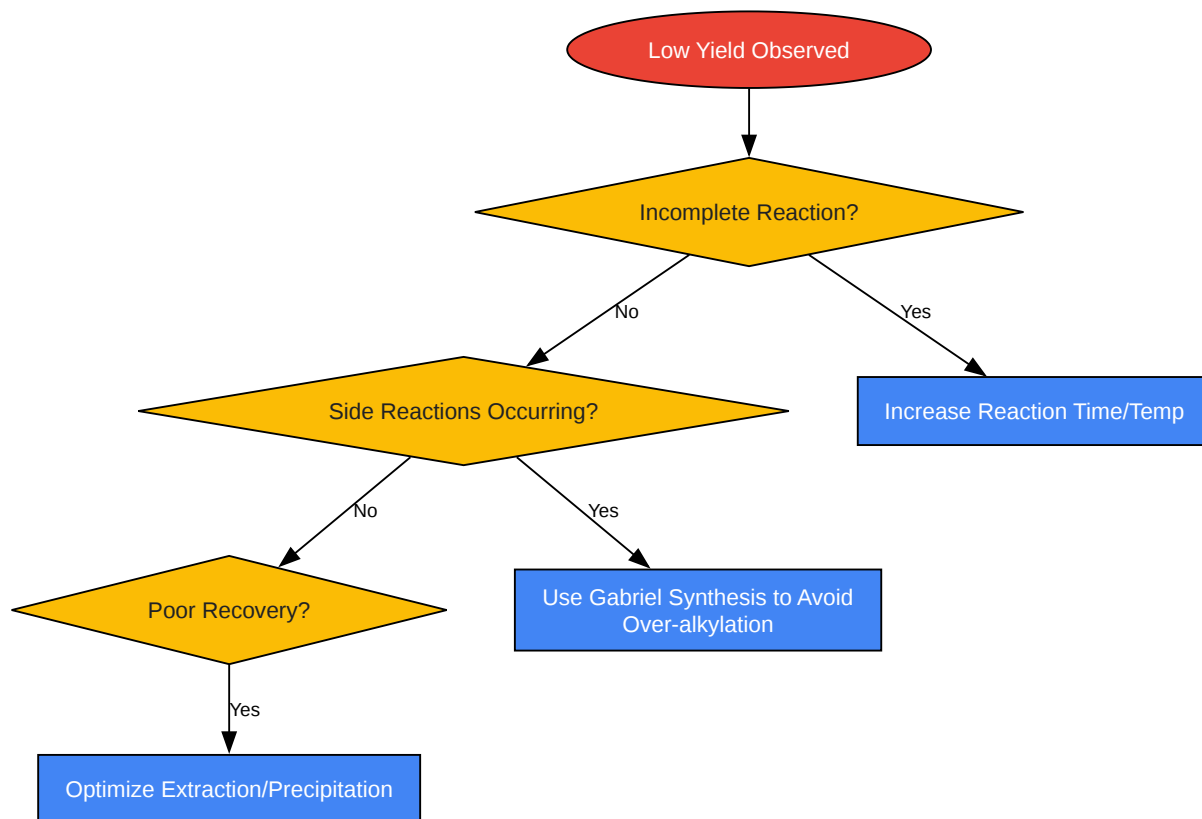 Low Yield Observed
Incomplete Reaction?
No
Yes
Side Reactions Occurring?
Increase Reaction Time/Temp
No
Yes
Poor Recovery?
Use Gabriel Synthesis to Avoid
Over-alkylation
Yes
Optimize Extraction/Precipitation